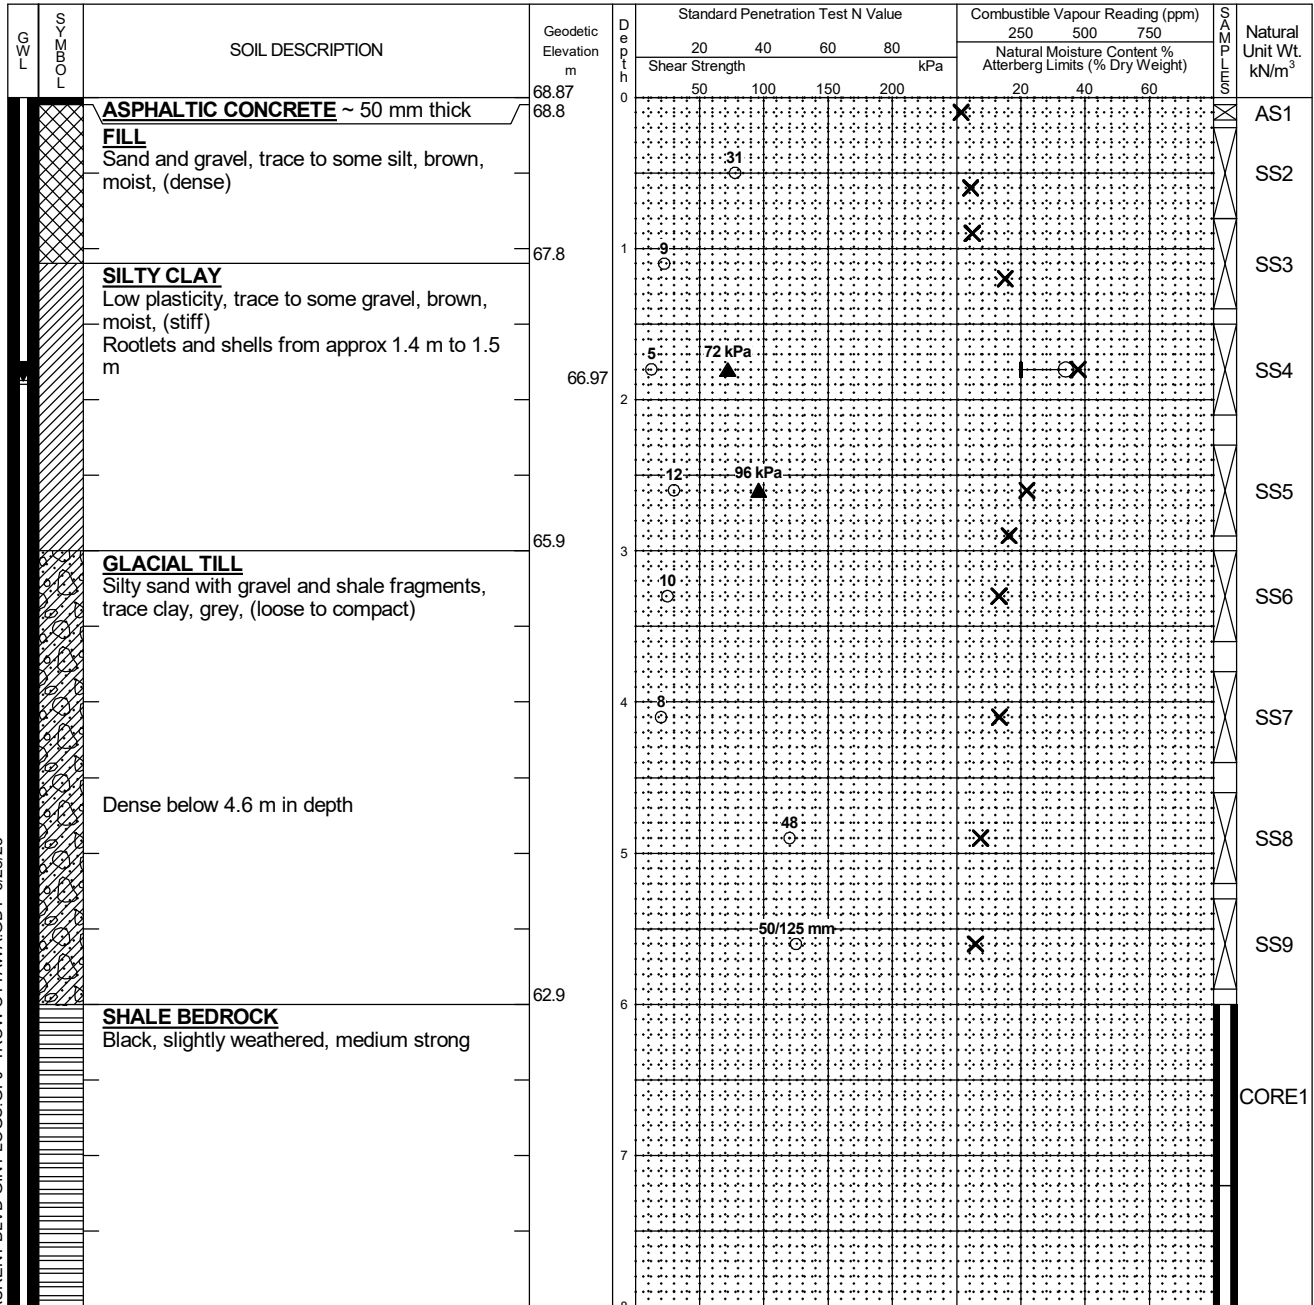 GWL
SYMBOL
SOIL DESCRIPTION
Geodetic
Elevation
m
68.87
Depth
Standard Penetration Test N Value
20 40 60 80
Shear Strength kPa
50 100 150 200
Combustible Vapour Reading (ppm)
250 500 750
Natural Moisture Content %
Atterberg Limits (% Dry Weight)
20 40 60
SAMPLES
Natural
Unit Wt.
kN/m³
0
ASPHALTIC CONCRETE ~ 50 mm thick
68.8
AS1
FILL
Sand and gravel, trace to some silt, brown,
moist, (dense)
31
SS2
67.8
1
9
SS3
SILTY CLAY
Low plasticity, trace to some gravel, brown,
moist, (stiff)
Rootlets and shells from approx 1.4 m to 1.5
m
66.97
5
72 kPa
SS4
2
12
96 kPa
SS5
65.9
3
GLACIAL TILL
Silty sand with gravel and shale fragments,
trace clay, grey, (loose to compact)
10
SS6
4
8
SS7
Dense below 4.6 m in depth
48
SS8
5
50/125 mm
SS9
62.9
6
SHALE BEDROCK
Black, slightly weathered, medium strong
CORE1
7